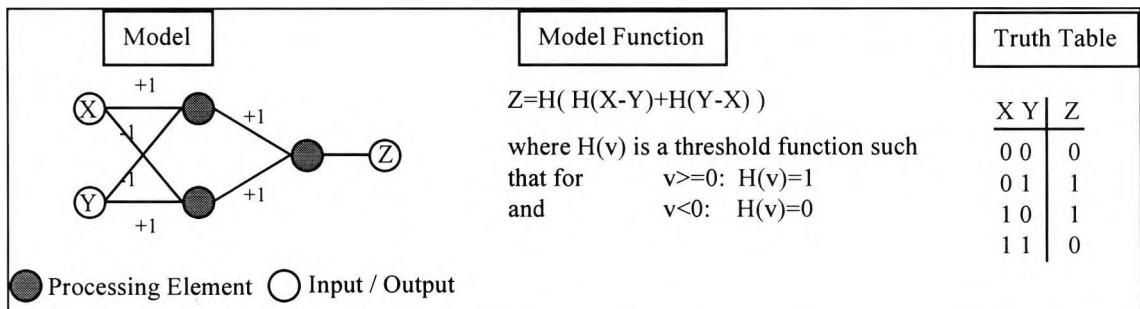 Model
Model Function
Truth Table
+1
X
-1
+1
Z
-1
Y
+1
+1
Processing Element
Input / Output
Z=H( H(X-Y)+H(Y-X) )
where H(v) is a threshold function such
that for v>=0: H(v)=1
and v<0: H(v)=0
X Y Z
0 0 0
0 1 1
1 0 1
1 1 0